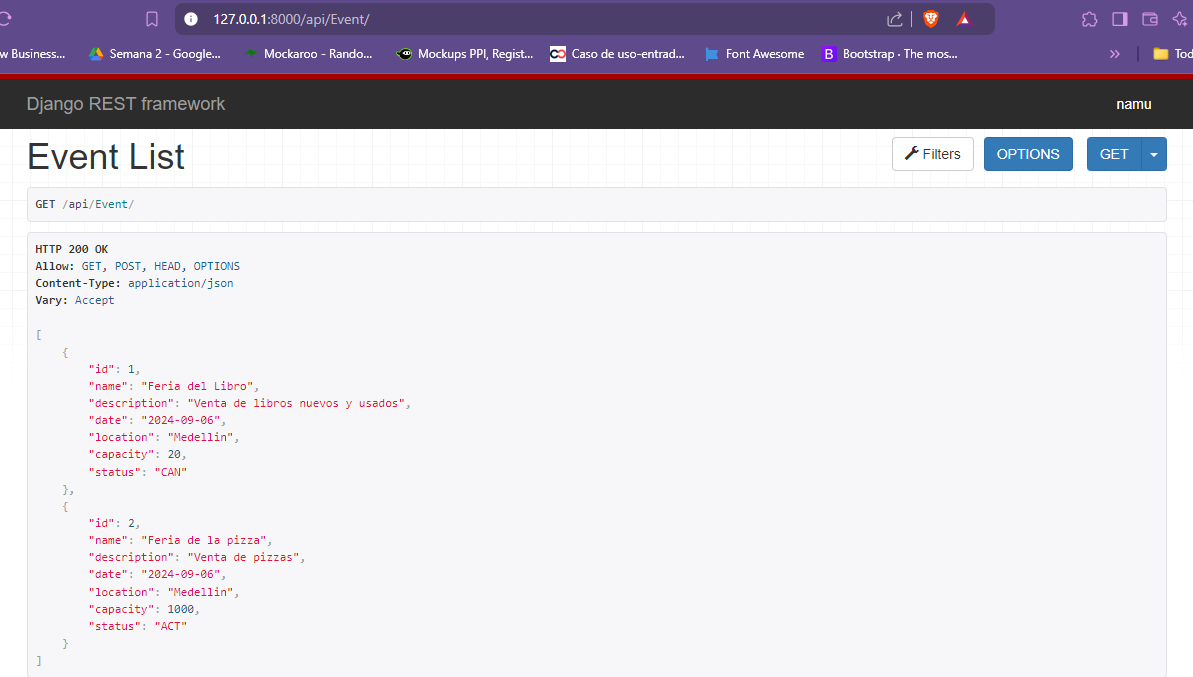 127.0.0.1:8000/api/Event/
w Business... Semana 2 - Google... Mockaroo - Rando... Mockups PPI, Regist... Caso de uso-entrad... Font Awesome B Bootstrap · The mos... » Tod
Django REST framework namu
Event List Filters OPTIONS GET
GET /api/Event/
HTTP 200 OK
Allow: GET, POST, HEAD, OPTIONS
Content-Type: application/json
Vary: Accept
[
{
"id": 1,
"name": "Feria del Libro",
"description": "Venta de libros nuevos y usados",
"date": "2024-09-06",
"location": "Medellin",
"capacity": 20,
"status": "CAN"
},
{
"id": 2,
"name": "Feria de la pizza",
"description": "Venta de pizzas",
"date": "2024-09-06",
"location": "Medellin",
"capacity": 1000,
"status": "ACT"
}
]